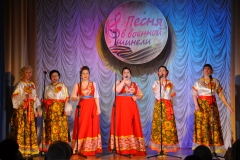 Песня
в военной
шинели